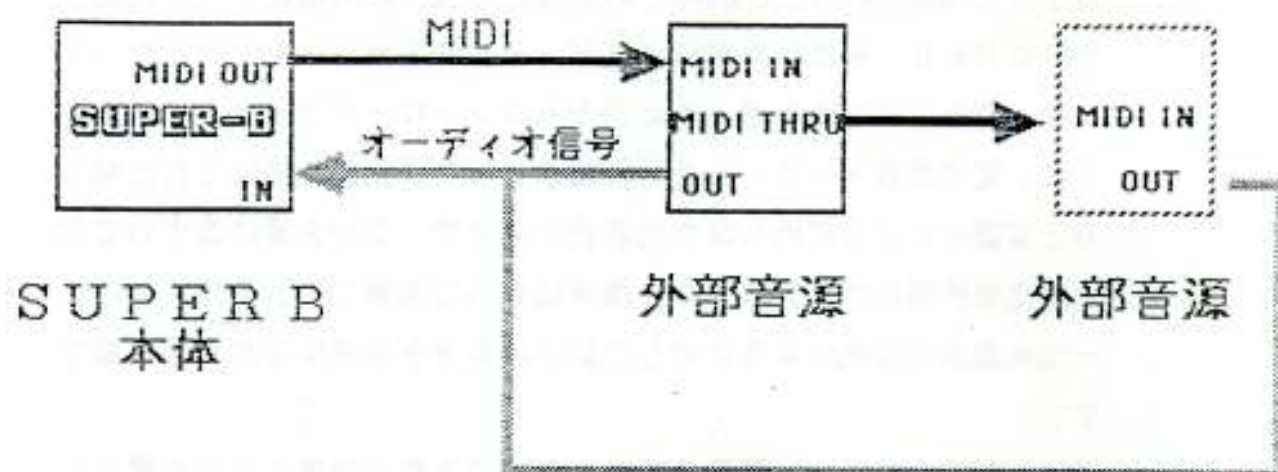 MIDI
MIDI OUT
SUPER-B
IN
オーディオ信号
MIDI IN
MIDI THRU
OUT
MIDI IN
OUT
SUPER B
本体
外部音源
外部音源